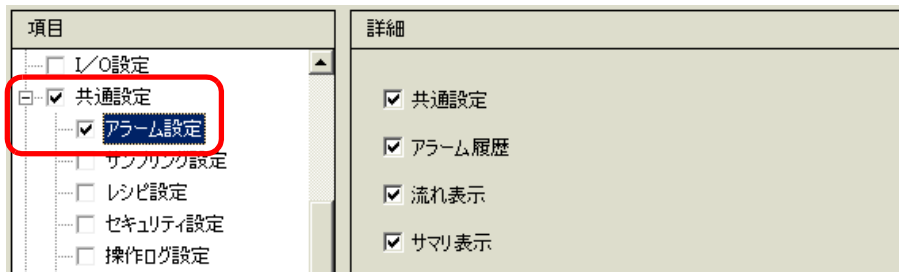 項目
I/O設定
共通設定
アラーム設定
サンプリング設定
レシピ設定
セキュリティ設定
操作ログ設定
詳細
共通設定
アラーム履歴
流れ表示
サマリ表示